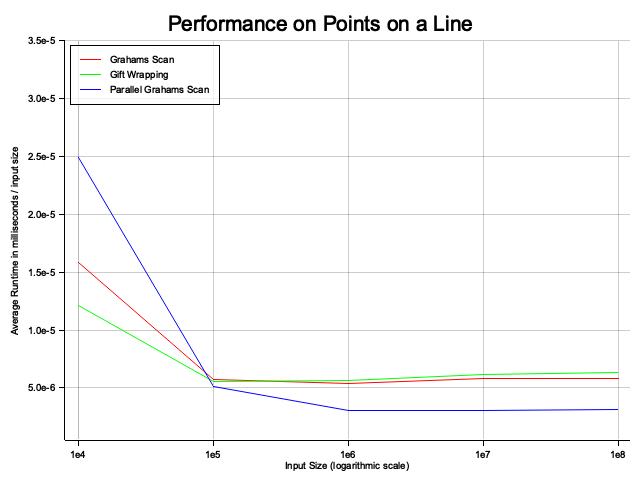 Performance on Points on a Line
3.5e-5
Grahams Scan
Gift Wrapping
Parallel Grahams Scan
3.0e-5
2.5e-5
2.0e-5
1.5e-5
1.0e-5
5.0e-6
Average Runtime in milliseconds / input size
1e4 1e5 1e6 1e7 1e8
Input Size (logarithmic scale)